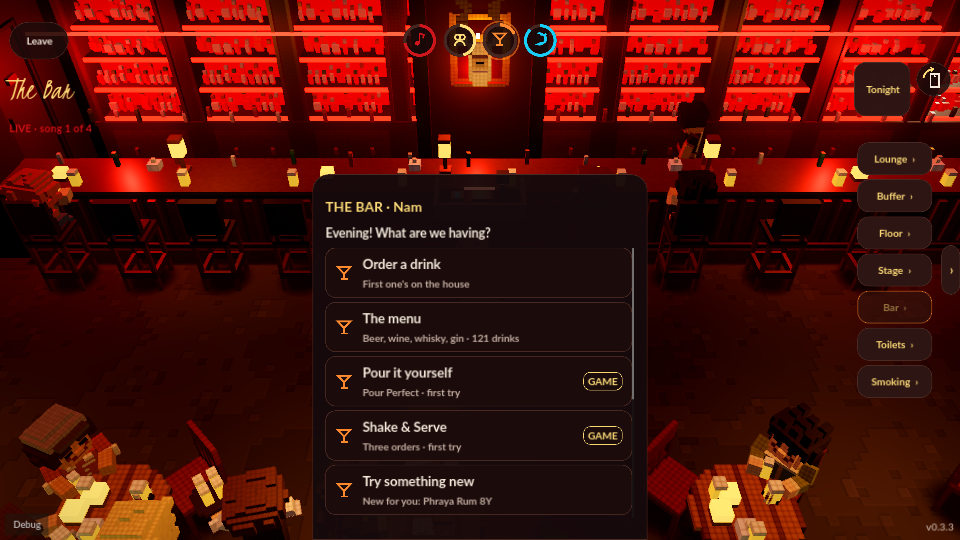 Leave
The Bar
LIVE · song 1 of 4
Tonight
Lounge ›
Buffer ›
Floor ›
Stage ›
Bar ›
Toilets ›
Smoking ›
›
THE BAR · Nam
Evening! What are we having?
Order a drink
First one's on the house
The menu
Beer, wine, whisky, gin · 121 drinks
Pour it yourself
Pour Perfect · first try
GAME
Shake & Serve
Three orders · first try
GAME
Try something new
New for you: Phraya Rum 8Y
Debug
v0.3.3